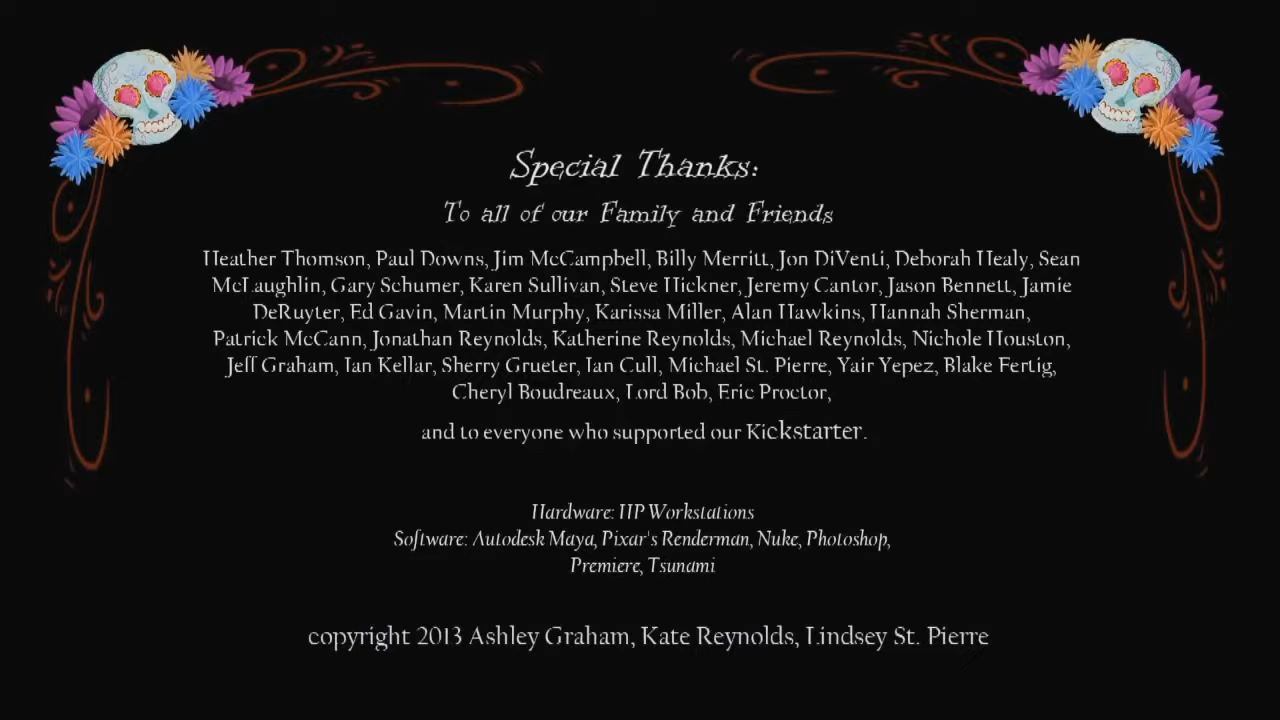 Special Thanks:
To all of our Family and Friends
Heather Thomson, Paul Downs, Jim McCampbell, Billy Merritt, Jon DiVenti, Deborah Healy, Sean
McLaughlin, Gary Schumer, Karen Sullivan, Steve Hickner, Jeremy Cantor, Jason Bennett, Jamie
DeRuyter, Ed Gavin, Martin Murphy, Karissa Miller, Alan Hawkins, Hannah Sherman,
Patrick McCann, Jonathan Reynolds, Katherine Reynolds, Michael Reynolds, Nichole Houston,
Jeff Graham, Ian Kellar, Sherry Grueter, Ian Cull, Michael St. Pierre, Yair Yepez, Blake Fertig,
Cheryl Boudreaux, Lord Bob, Eric Proctor,
and to everyone who supported our Kickstarter.
Hardware: HP Workstations
Software: Autodesk Maya, Pixar's Renderman, Nuke, Photoshop,
Premiere, Tsunami
copyright 2013 Ashley Graham, Kate Reynolds, Lindsey St. Pierre